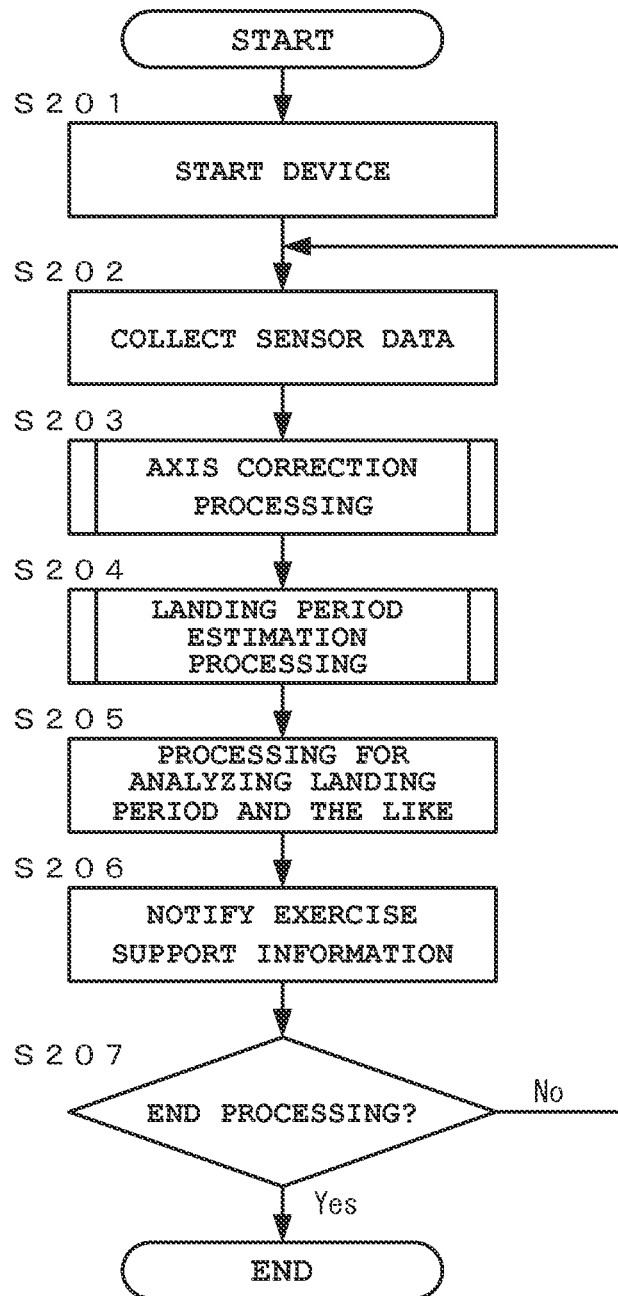 START
S201
START DEVICE
S202
COLLECT SENSOR DATA
S203
AXIS CORRECTION
PROCESSING
S204
LANDING PERIOD
ESTIMATION
PROCESSING
S205
PROCESSING FOR
ANALYZING LANDING
PERIOD AND THE LIKE
S206
NOTIFY EXERCISE
SUPPORT INFORMATION
S207
END PROCESSING?
No
Yes
END